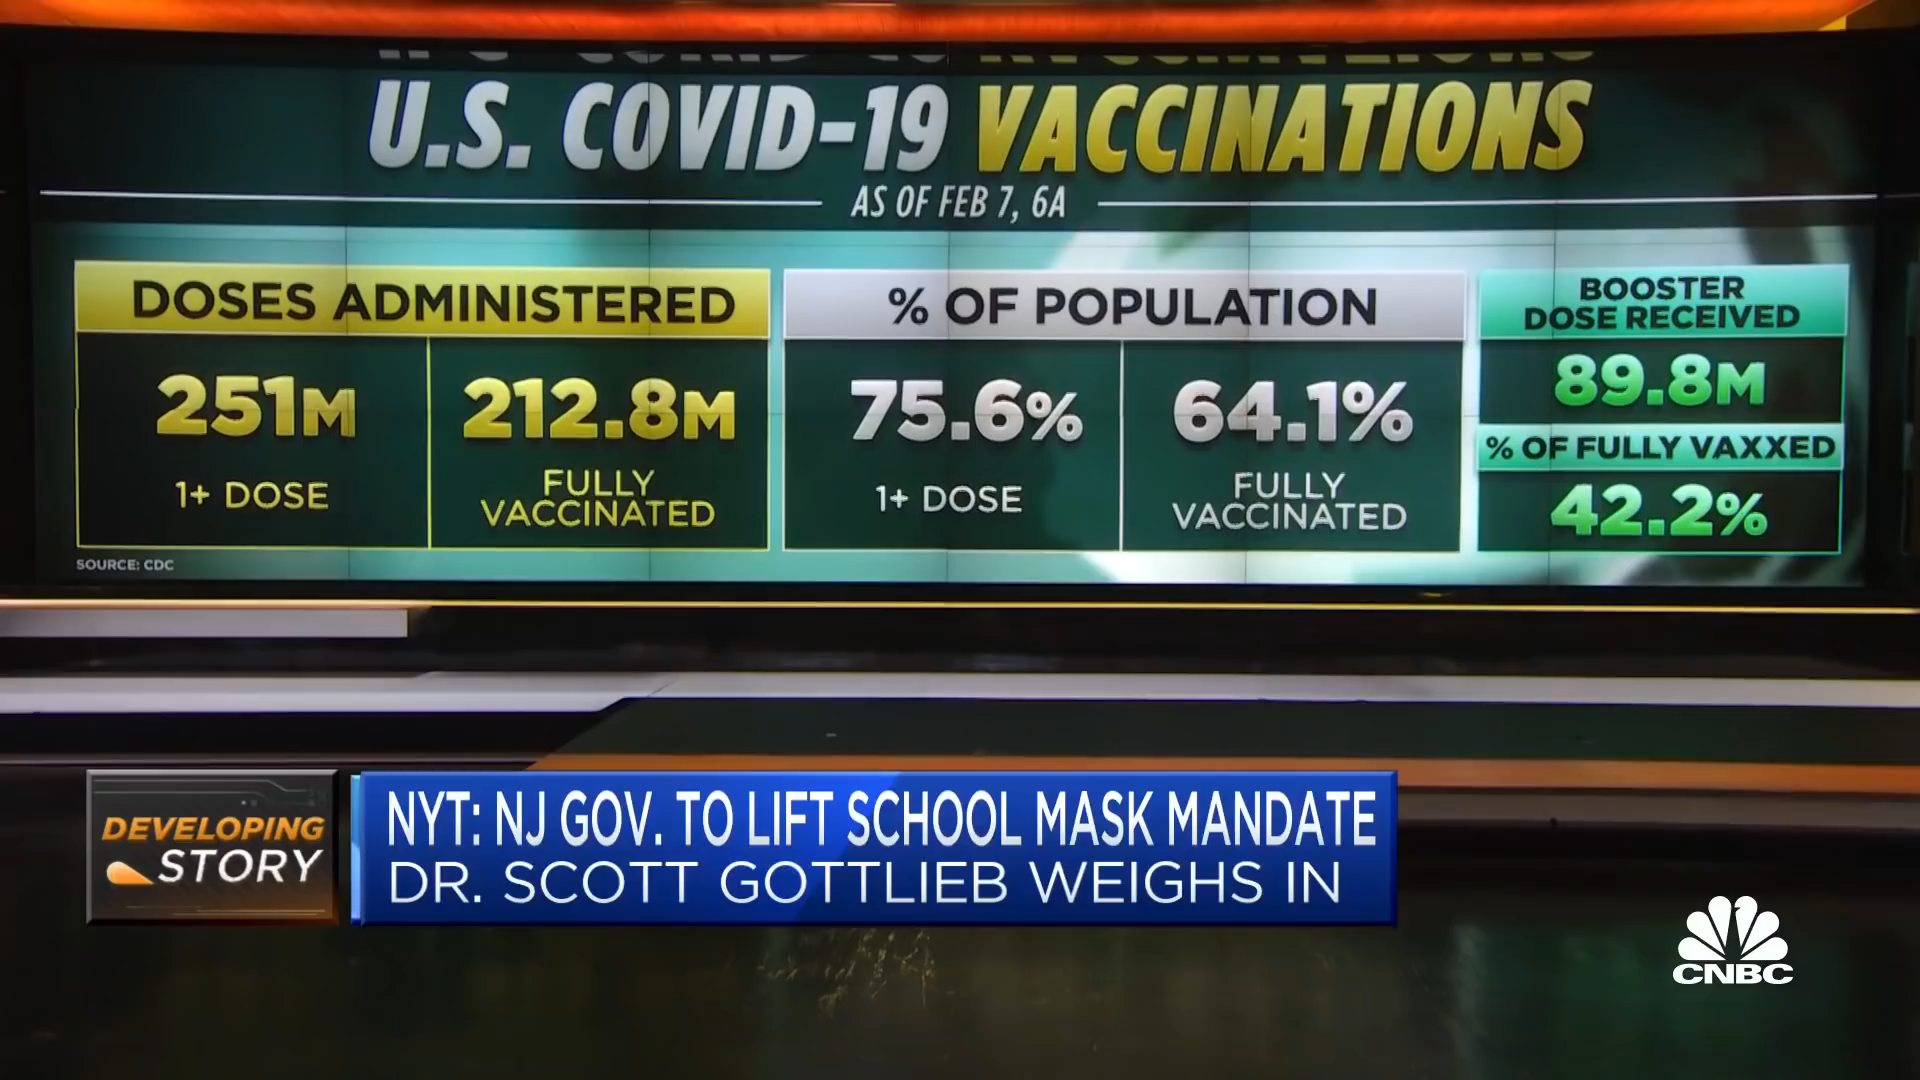 U.S. COVID-19 VACCINATIONS
AS OF FEB 7, 6A
DOSES ADMINISTERED
251M
1+ DOSE
212.8M
FULLY
VACCINATED
% OF POPULATION
75.6%
1+ DOSE
64.1%
FULLY
VACCINATED
BOOSTER
DOSE RECEIVED
89.8M
% OF FULLY VAXXED
42.2%
SOURCE: CDC
DEVELOPING
STORY
NYT: NJ GOV. TO LIFT SCHOOL MASK MANDATE
DR. SCOTT GOTTLIEB WEIGHS IN
CNBC